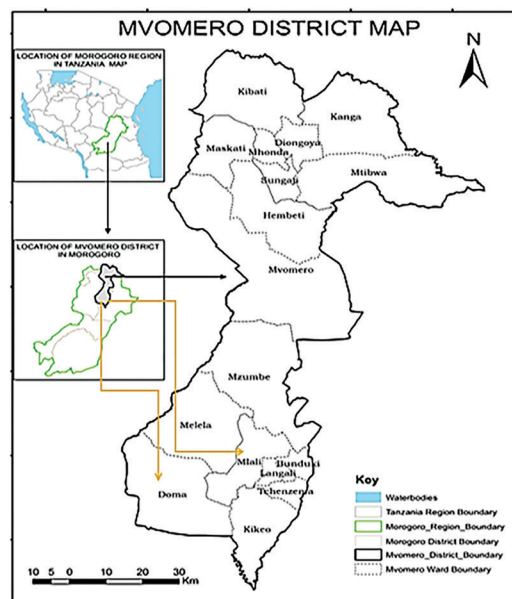 MVOMERO DISTRICT MAP
LOCATION OF MOROGORO REGION
IN TANZANIA MAP
N
Kibati
Kanga
Maskati
Mhonda
Diongoya
Sungaji
Mtibwa
Hembeti
LOCATION OF MVOMERO DISTRICT
IN MOROGORO
Mvomero
Mzumbe
Melela
Mlali
Bunduki
Langali
Tchenzema
Doma
Kikeo
Key
Waterbodies
Tanzania Region Boundary
Morogoro_Region_Boundary
Morogoro District Boundary
Mvomero_District_Boundary
Mvomero Ward Boundary
10 5 0 10 20 30
Km